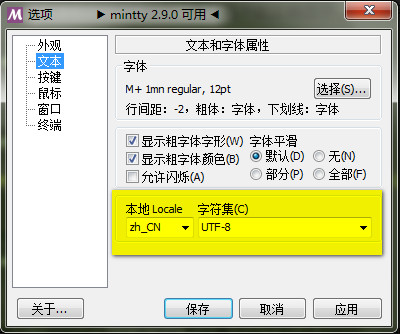 选项
▶ mintty 2.9.0 可用 ◀
外观
文本
按键
鼠标
窗口
终端
文本和字体属性
字体
M+ 1mn regular, 12pt
选择(S)...
行间距: -2, 粗体: 字体, 下划线: 字体
显示粗字体字形(W)
显示粗字体颜色(B)
允许闪烁(A)
字体平滑
默认(D)
无(N)
部分(P)
全部(F)
本地 Locale
字符集(C)
zh_CN
UTF-8
关于...
保存
取消
应用